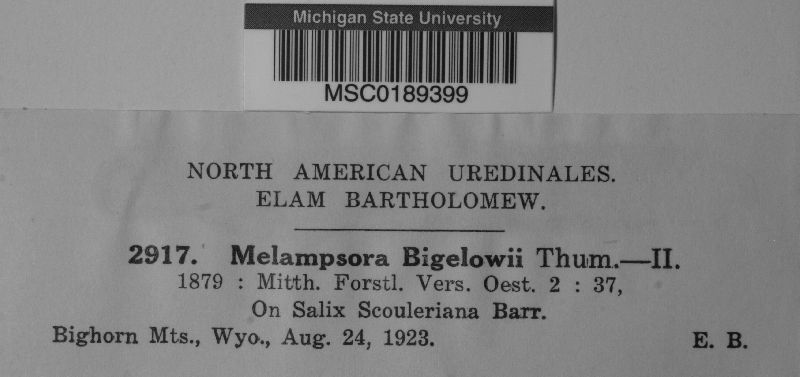 Michigan State University
MSC0189399
NORTH AMERICAN UREDINALES.
ELAM BARTHOLOMEW.
2917. Melampsora Bigelowii Thum.—II.
1879 : Mitth. Forstl. Vers. Oest. 2 : 37,
On Salix Scouleriana Barr.
Bighorn Mts., Wyo., Aug. 24, 1923. E. B.